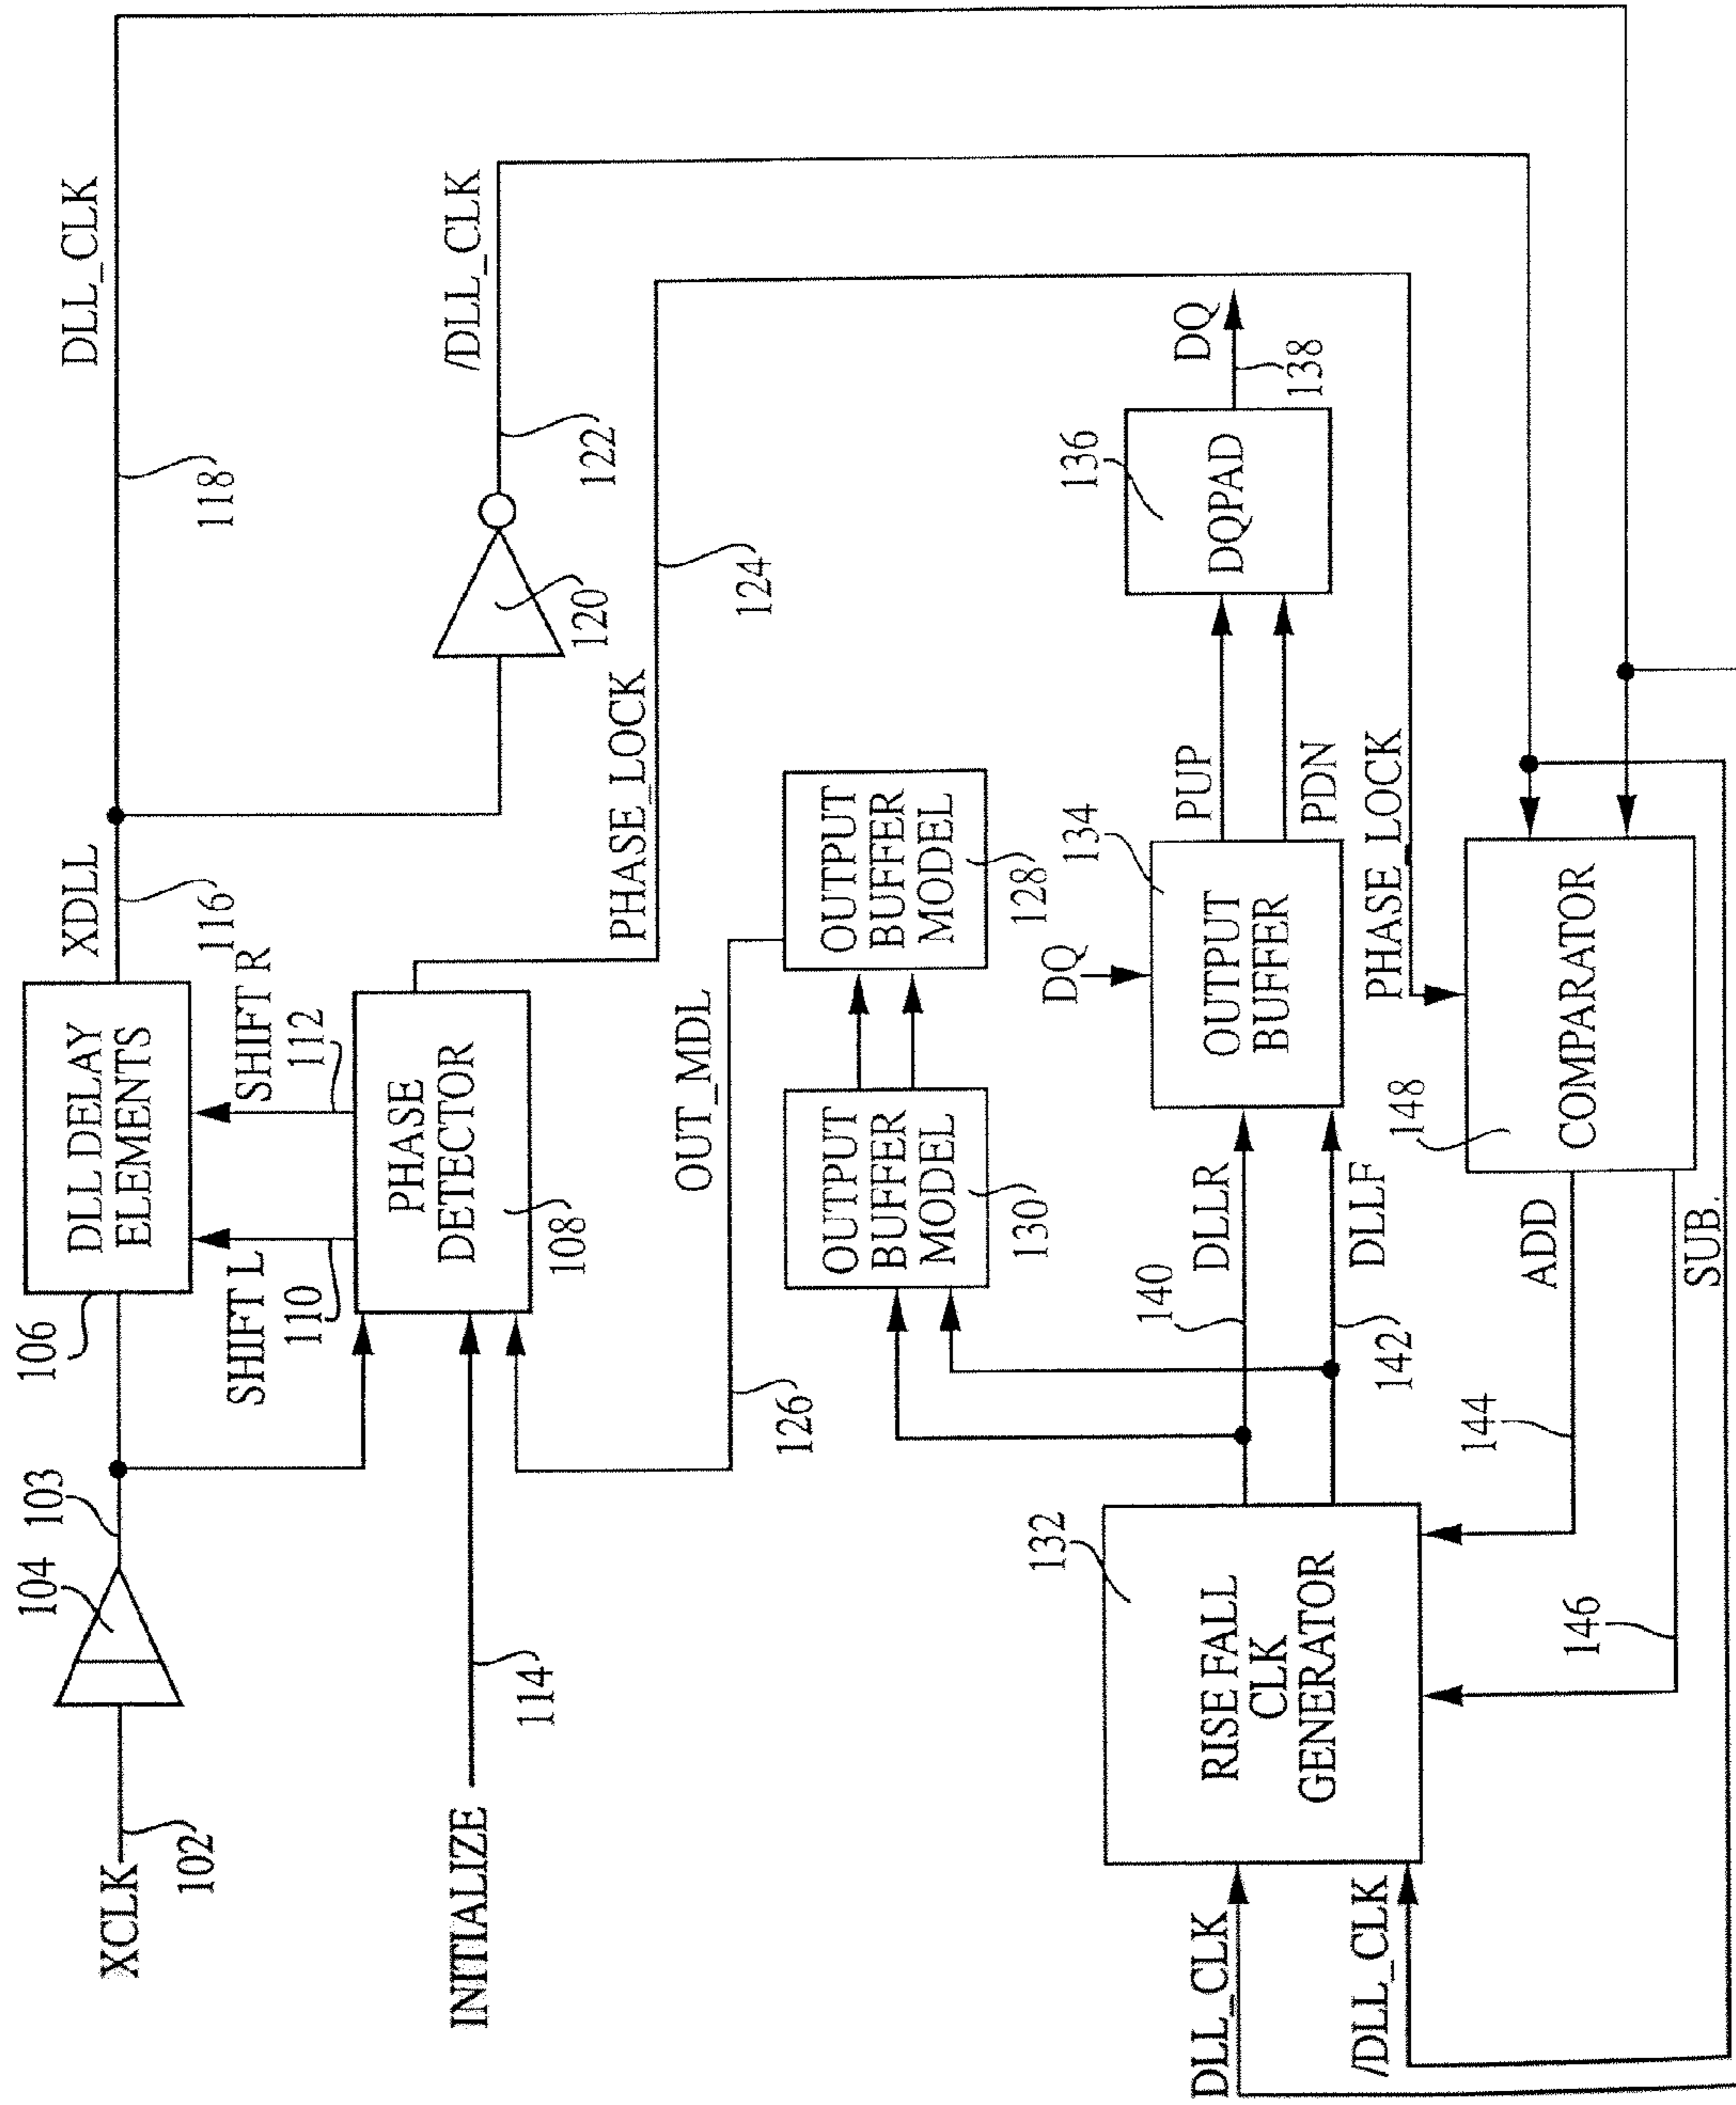 XCLK
102
104
103
106
DLL DELAY
ELEMENTS
XDLL
116
118
DLL_CLK
SHIFT L
110
SHIFT R
112
INITIALIZE
114
PHASE
DETECTOR
108
PHASE_LOCK
124
120
122
/DLL_CLK
OUT_MDL
126
OUTPUT
BUFFER
MODEL
130
OUTPUT
BUFFER
MODEL
128
132
RISE FALL
CLK
GENERATOR
DLL_CLK
/DLL_CLK
140
DLLR
DLLF
142
DQ
134
OUTPUT
BUFFER
PUP
PDN
136
DQPAD
DQ
138
PHASE_LOCK
148
COMPARATOR
ADD
144
SUB.
146